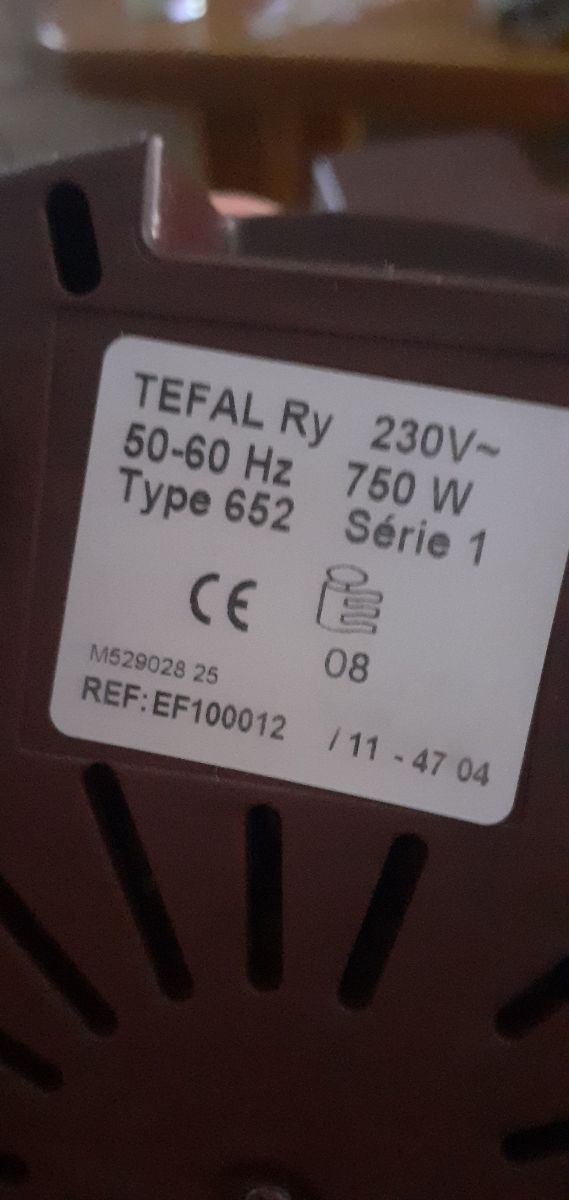 TEFAL Ry 230V~
50-60 Hz 750 W
Type 652 Série 1
CE
08
M529028 25
REF: EF100012 / 11 - 47 04